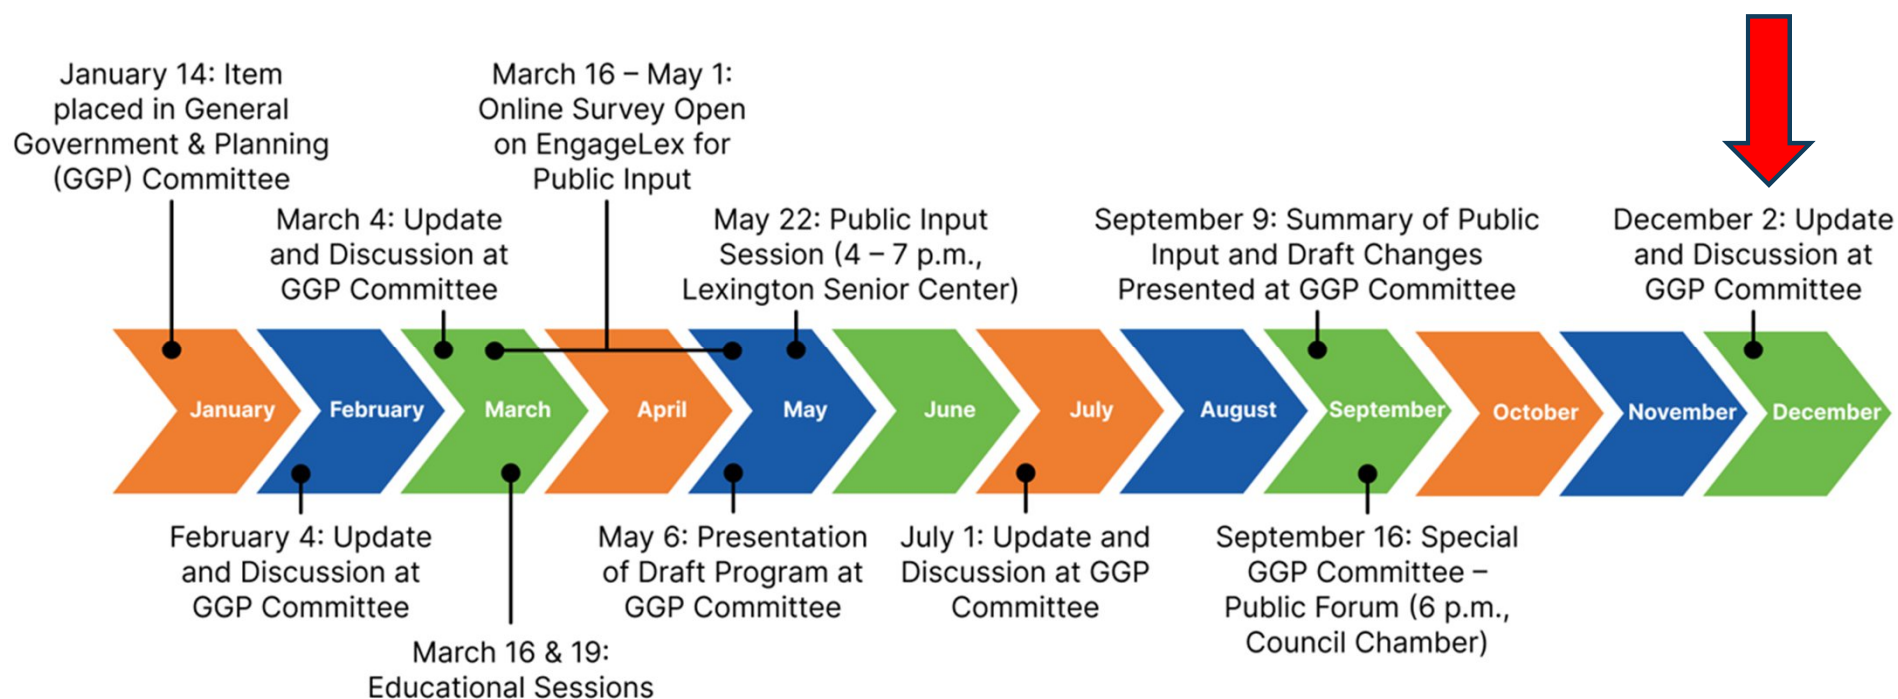 January 14: Item
placed in General
Government & Planning
(GGP) Committee
March 16 – May 1:
Online Survey Open
on EngageLex for
Public Input
March 4: Update
and Discussion at
GGP Committee
May 22: Public Input
Session (4 – 7 p.m.,
Lexington Senior Center)
September 9: Summary of Public
Input and Draft Changes
Presented at GGP Committee
December 2: Update
and Discussion at
GGP Committee
January
February
March
April
May
June
July
August
September
October
November
December
February 4: Update
and Discussion at
GGP Committee
March 16 & 19:
Educational Sessions
May 6: Presentation
of Draft Program at
GGP Committee
July 1: Update and
Discussion at GGP
Committee
September 16: Special
GGP Committee –
Public Forum (6 p.m.,
Council Chamber)